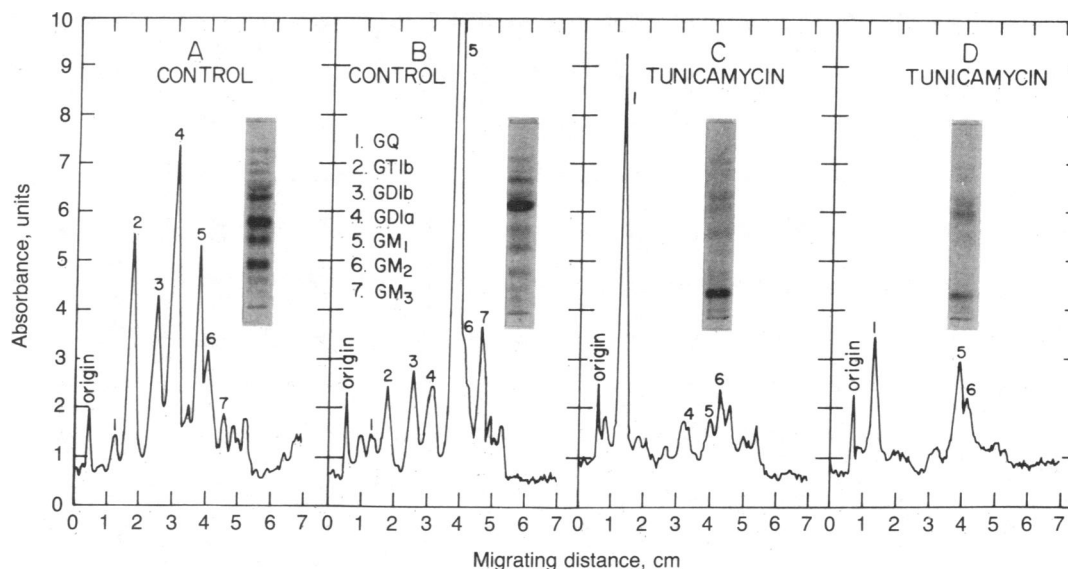 Absorbance, units
10
9
8
7
6
5
4
3
2
1
0
A
CONTROL
origin
1
2
3
4
5
6
7
0 1 2 3 4 5 6 7
B
CONTROL
1. GQ
2. GT1b
3. GD1b
4. GD1a
5. GM1
6. GM2
7. GM3
origin
1
2
3
4
5
6
7
0 1 2 3 4 5 6 7
C
TUNICAMYCIN
origin
1
4
5
6
0 1 2 3 4 5 6 7
D
TUNICAMYCIN
origin
1
5
6
0 1 2 3 4 5 6 7
Migrating distance, cm